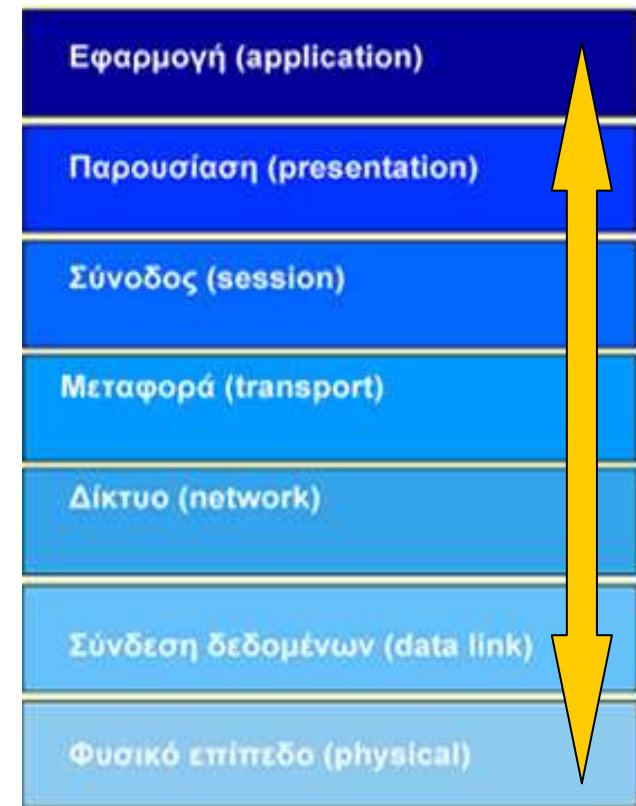 Εφαρμογή (application)
Παρουσίαση (presentation)
Σύνοδος (session)
Μεταφορά (transport)
Δίκτυο (network)
Σύνδεση δεδομένων (data link)
Φυσικό επίπεδο (physical)